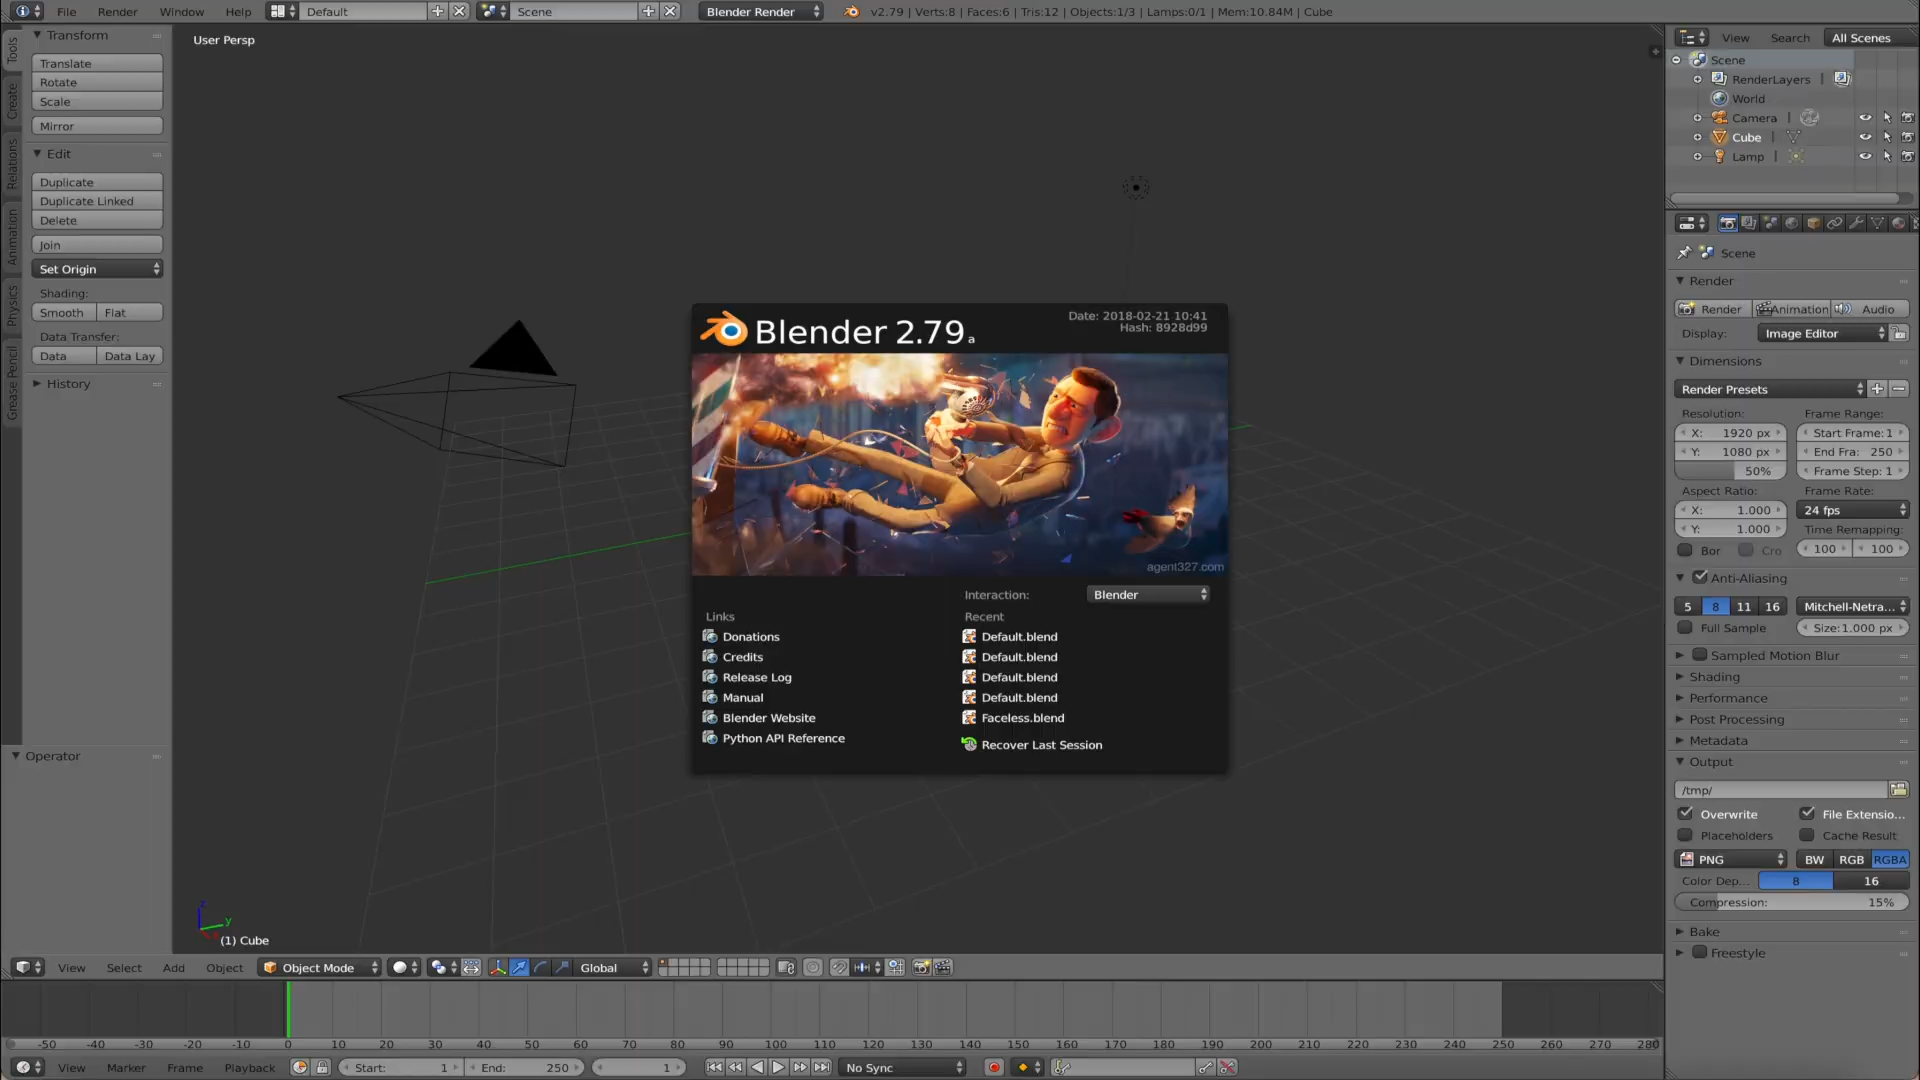 File Render Window Help Default Scene Blender Render v2.79 | Verts:8 | Faces:6 | Tris:12 | Objects:1/3 | Lamps:0/1 | Mem:10.84M | Cube
Tools
Create
Relations
Animation
Physics
Grease Pencil
Transform
Translate
Rotate
Scale
Mirror
Edit
Duplicate
Duplicate Linked
Delete
Join
Set Origin
Shading:
Smooth Flat
Data Transfer:
Data Data Lay
History
Operator
User Persp
Blender 2.79 a
Date: 2018-02-21 10:41
Hash: 8928d99
agent327.com
Interaction: Blender
Links
Donations
Credits
Release Log
Manual
Blender Website
Python API Reference
Recent
Default.blend
Default.blend
Default.blend
Default.blend
Faceless.blend
Recover Last Session
z
y
(1) Cube
View Select Add Object Object Mode Global
-50 -40 -30 -20 -10 0 10 20 30 40 50 60 70 80 90 100 110 120 130 140 150 160 170 180 190 200 210 220 230 240 250 260 270 280
View Marker Frame Playback Start: 1 End: 250 1 No Sync
View Search All Scenes
Scene
RenderLayers
World
Camera
Cube
Lamp
Scene
Render
Render Animation Audio
Display: Image Editor
Dimensions
Render Presets
Resolution: Frame Range:
X: 1920 px Start Frame: 1
Y: 1080 px End Fra: 250
50% Frame Step: 1
Aspect Ratio: Frame Rate:
X: 1.000 24 fps
Y: 1.000 Time Remapping:
Bor Cro 100 100
Anti-Aliasing
5 8 11 16 Mitchell-Netra...
Full Sample Size: 1.000 px
Sampled Motion Blur
Shading
Performance
Post Processing
Metadata
Output
/tmp/
Overwrite File Extensio...
Placeholders Cache Result
PNG BW RGB RGBA
Color Dep... 8 16
Compression: 15%
Bake
Freestyle